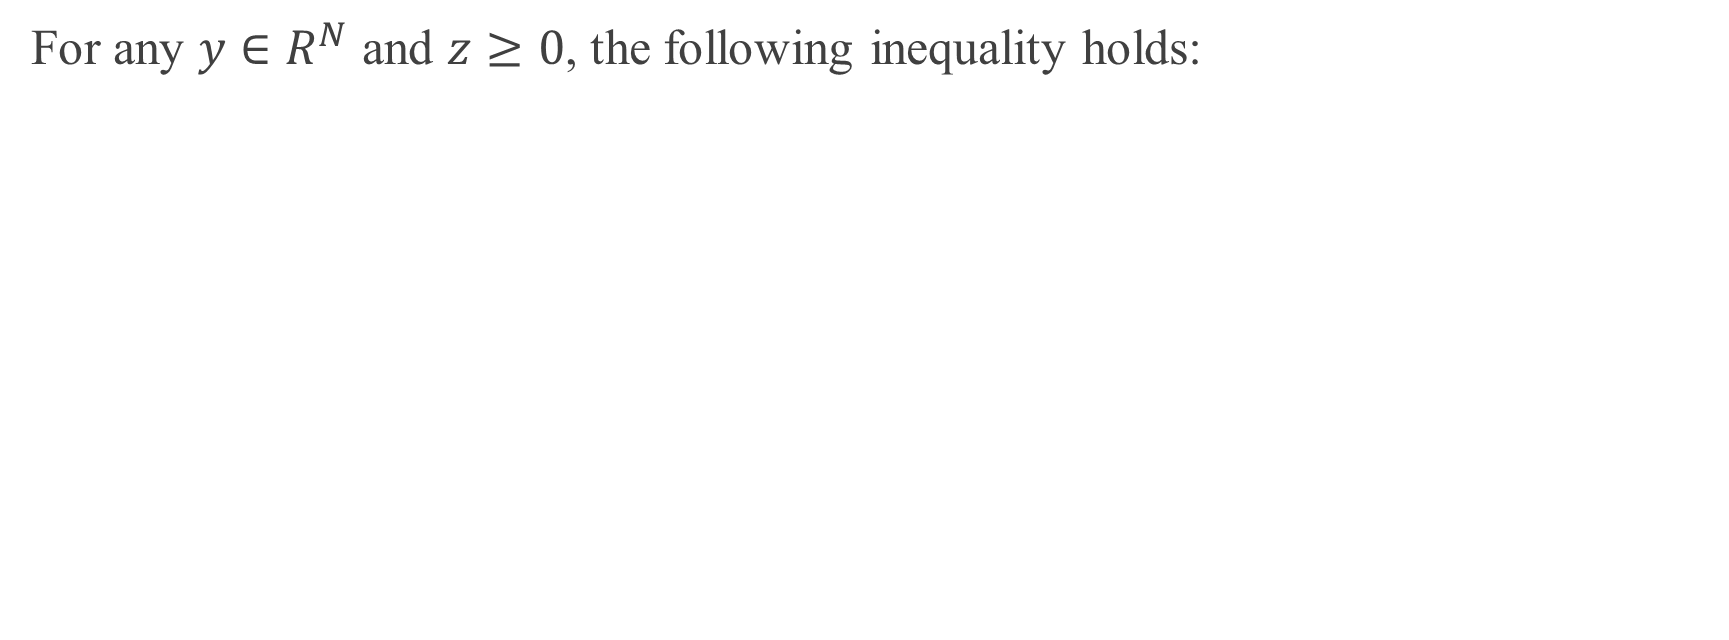 For any y ∈ R^N and z ≥ 0, the following inequality holds: